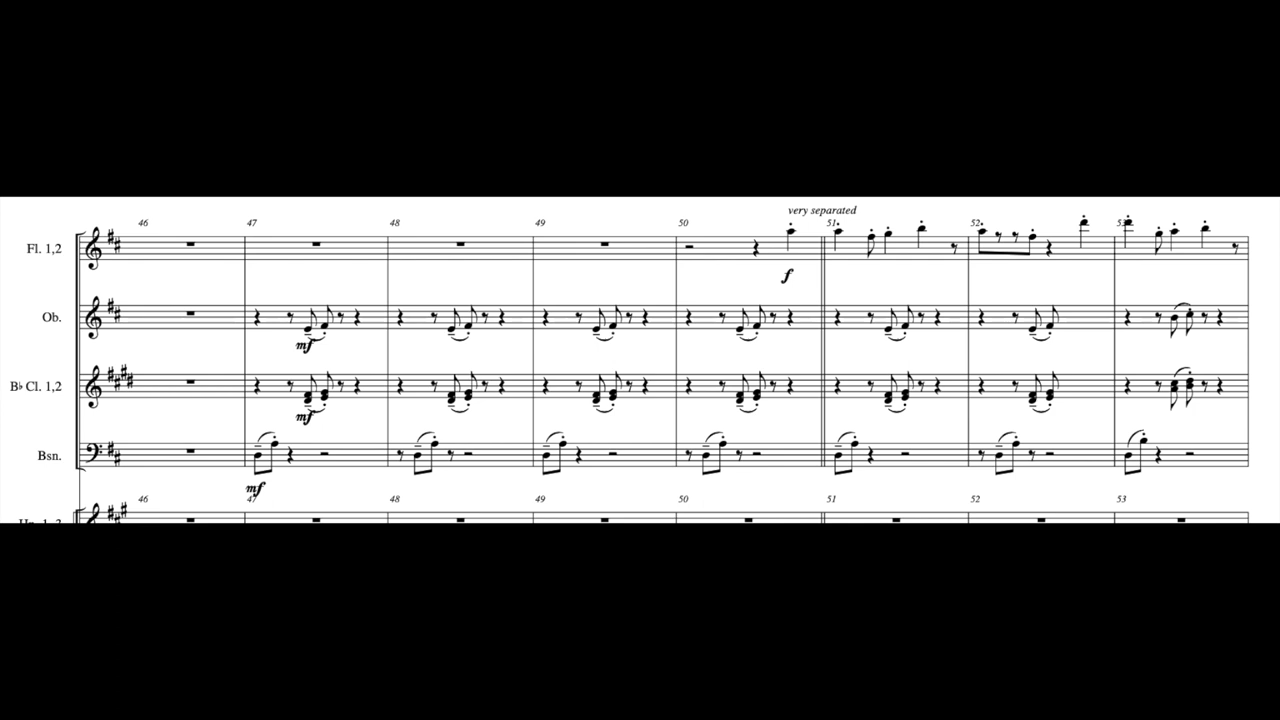 very separated
46 47 48 49 50 51 52 53
Fl. 1,2
f
Ob.
mf
B♭ Cl. 1,2
mf
Bsn.
mf
46 47 48 49 50 51 52 53